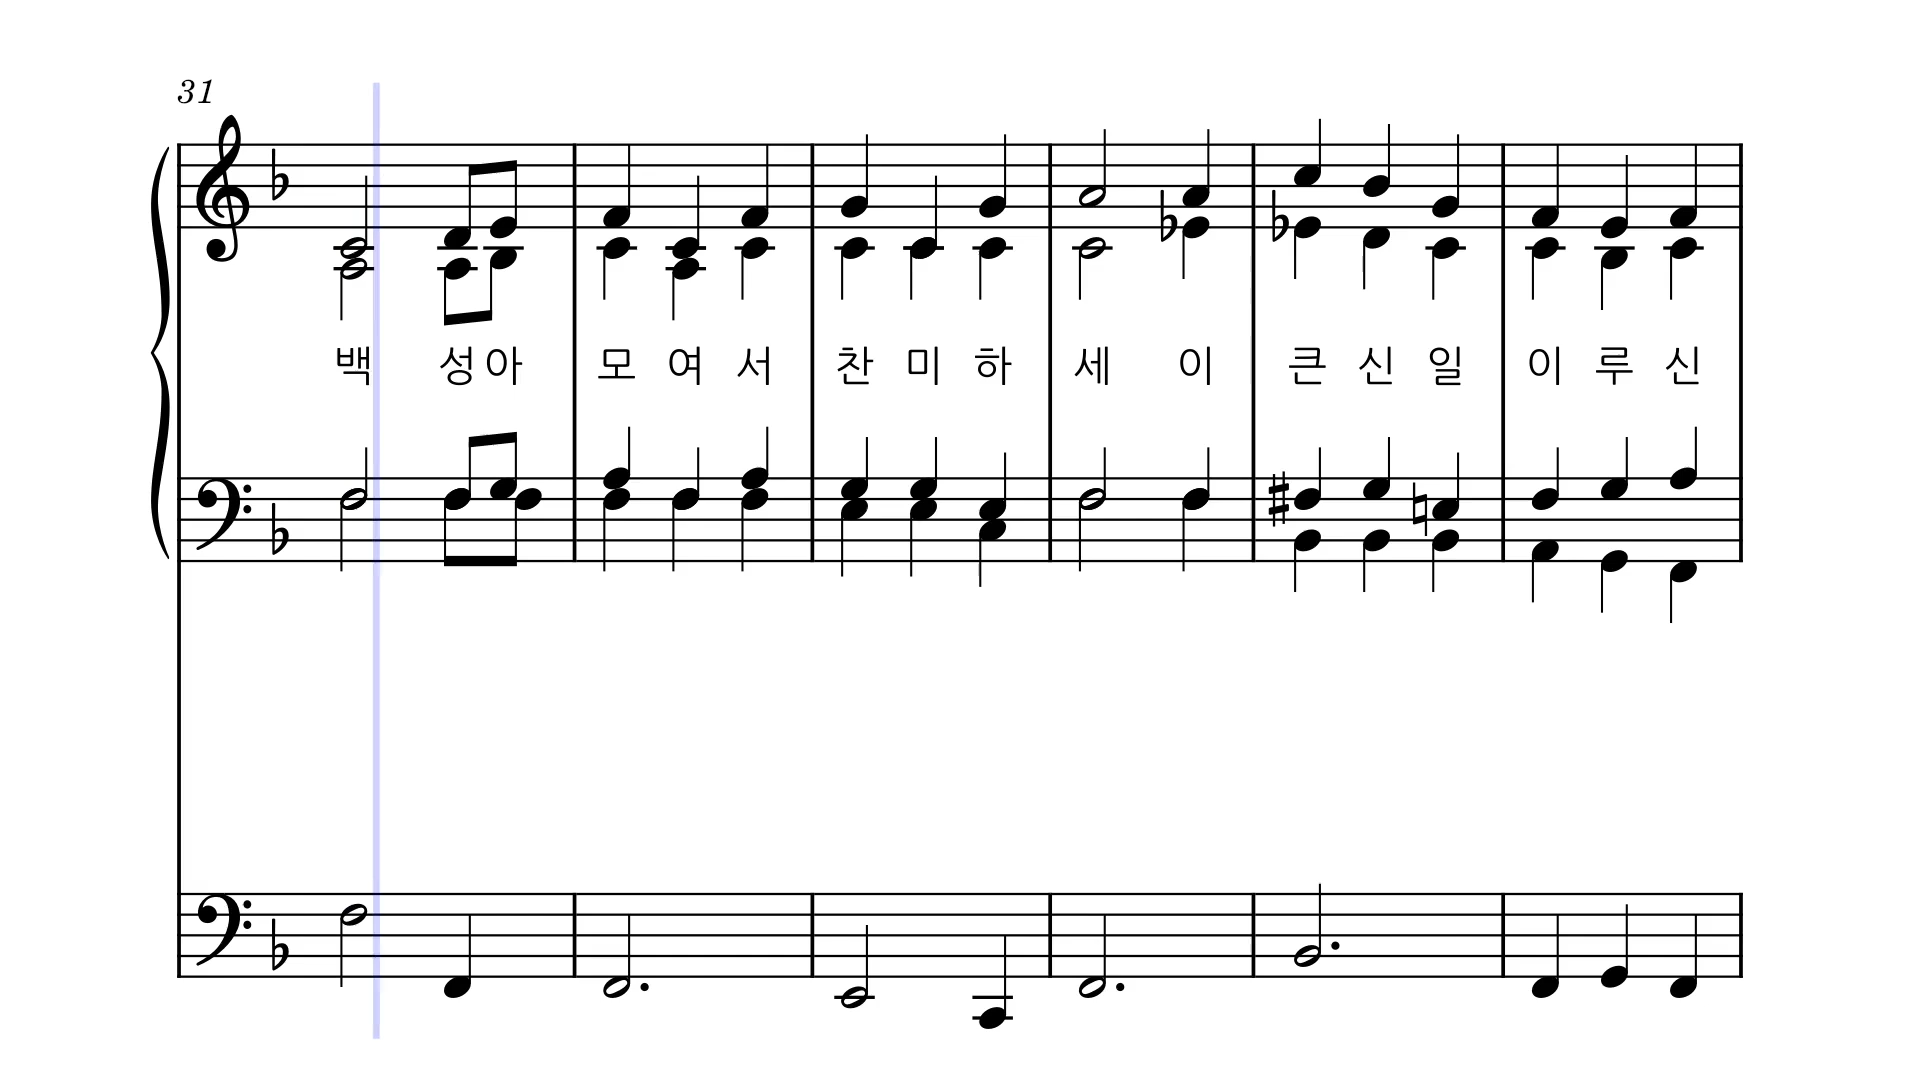 31
백 성아 모 여 서 찬 미 하 세 이 큰 신 일 이 루 신